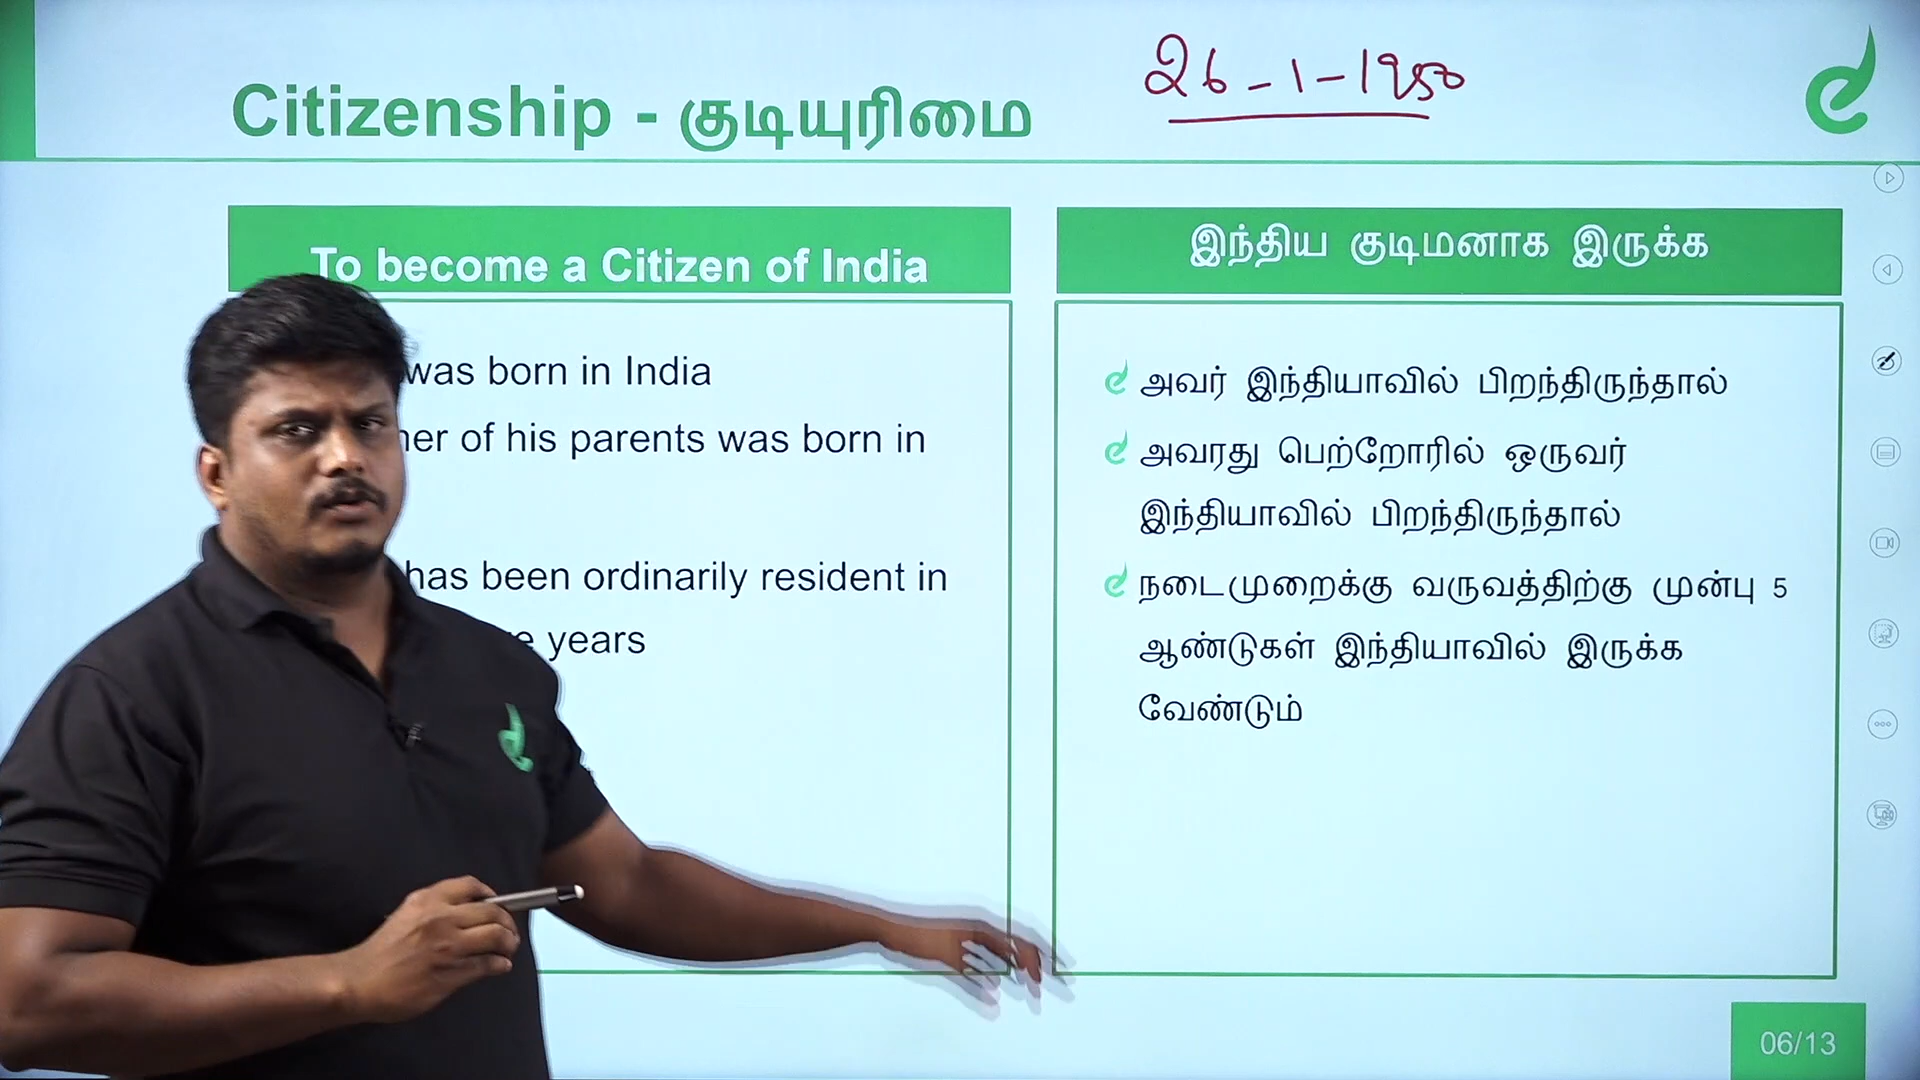 26-1-1950
Citizenship - குடியுரிமை
To become a Citizen of India
was born in India
of his parents was born in
has been ordinarily resident in
years
இந்திய குடிமனாக இருக்க
அவர் இந்தியாவில் பிறந்திருந்தால்
அவரது பெற்றோரில் ஒருவர்
இந்தியாவில் பிறந்திருந்தால்
நடைமுறைக்கு வருவத்திற்கு முன்பு 5
ஆண்டுகள் இந்தியாவில் இருக்க
வேண்டும்
06/13